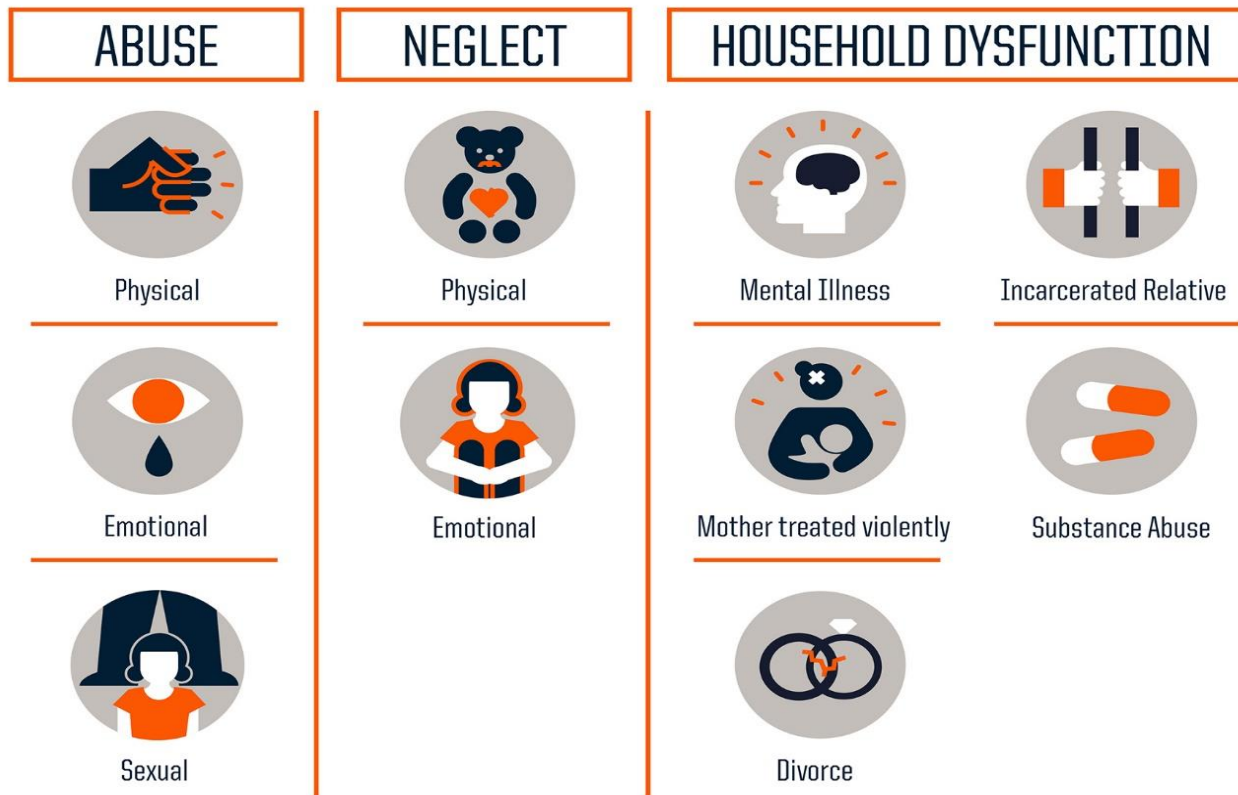 ABUSE
NEGLECT
HOUSEHOLD DYSFUNCTION
Physical
Emotional
Sexual
Physical
Emotional
Mental Illness
Incarcerated Relative
Mother treated violently
Substance Abuse
Divorce